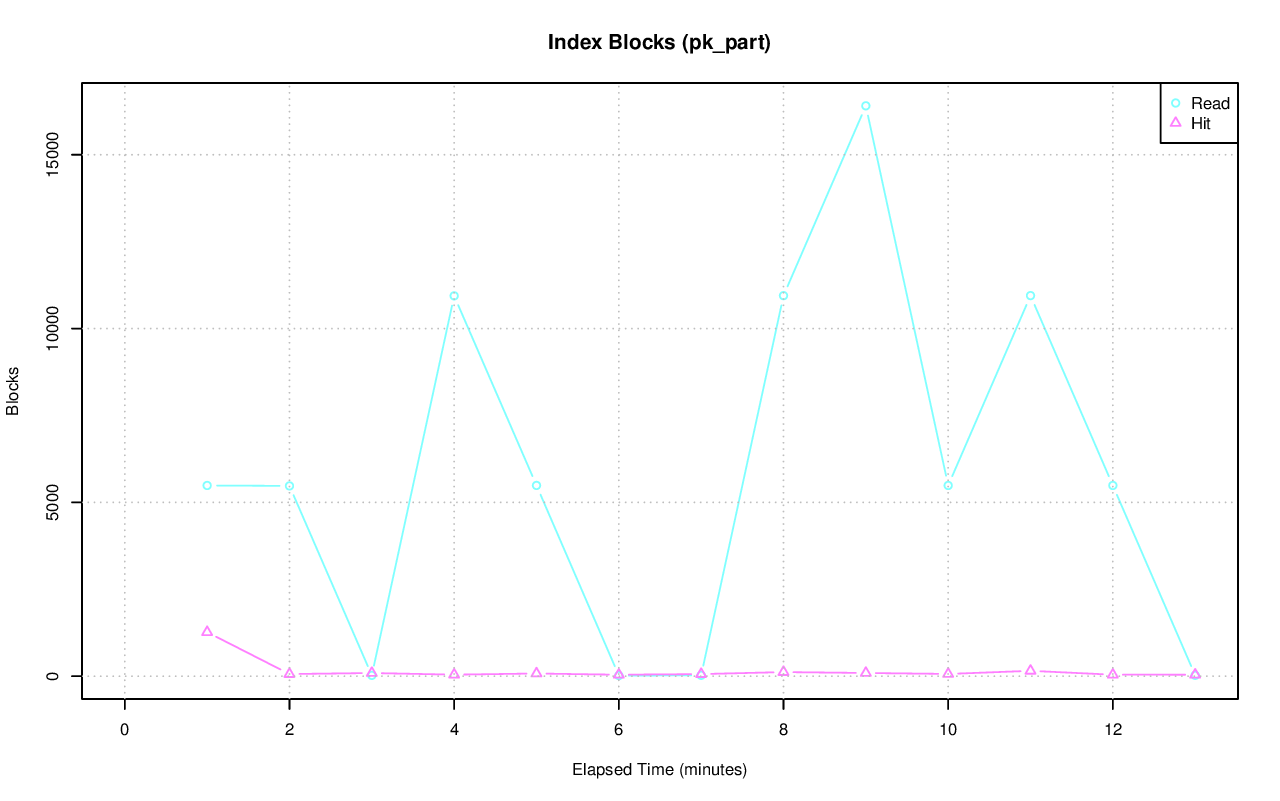 Index Blocks (pk_part)
Read
Hit
Blocks
15000
10000
5000
0
0 2 4 6 8 10 12
Elapsed Time (minutes)